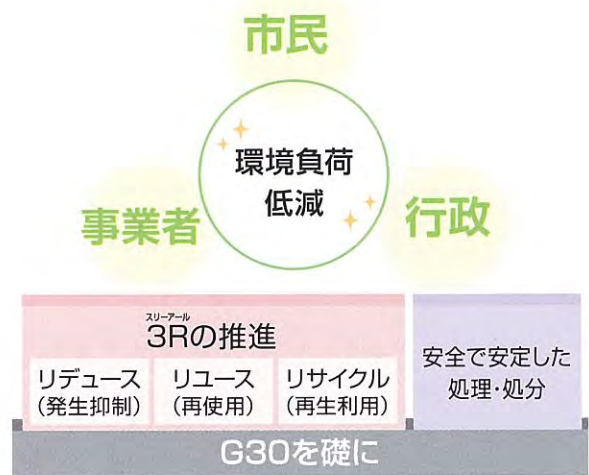 市民
環境負荷
低減
事業者
行政
スリーアール
3Rの推進
リデュース
(発生抑制)
リユース
(再使用)
リサイクル
(再生利用)
安全で安定した
処理・処分
G30を礎に